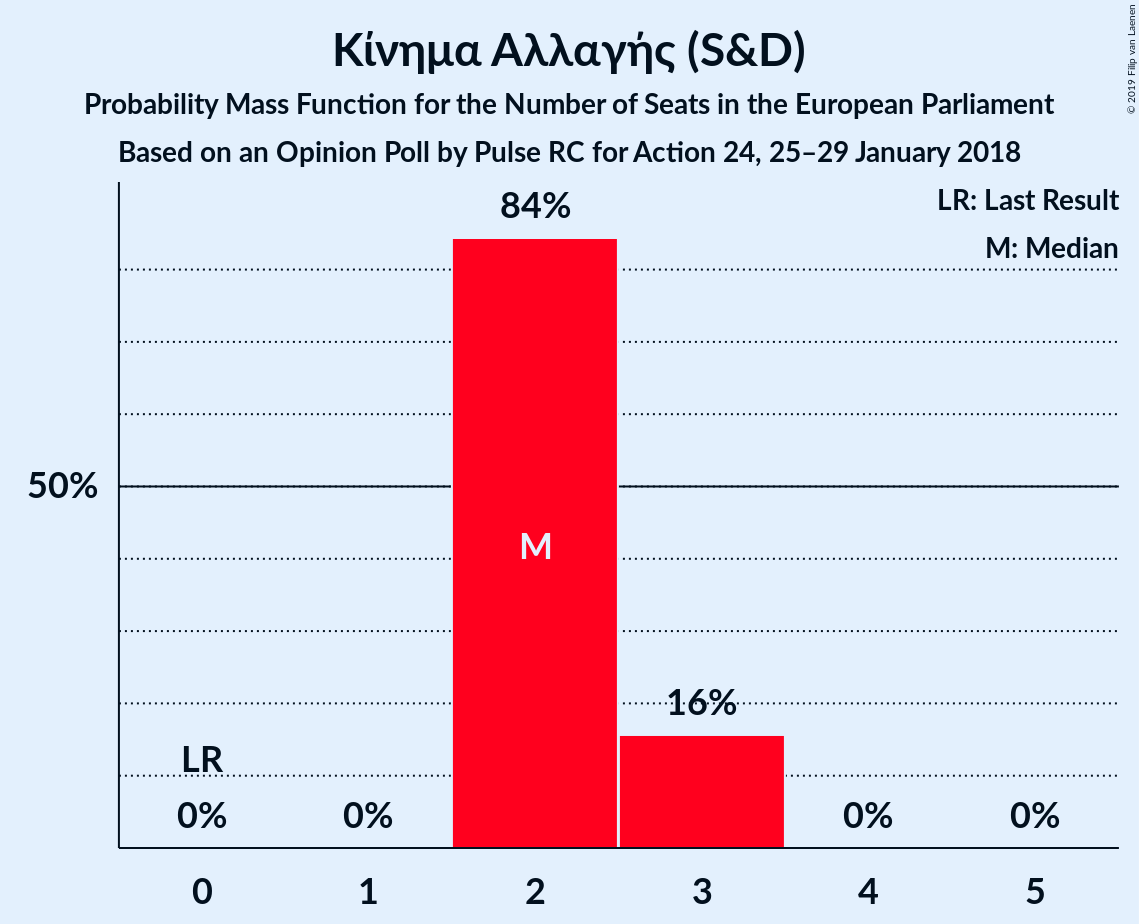 Κίνημα Αλλαγής (S&D)
Probability Mass Function for the Number of Seats in the European Parliament
Based on an Opinion Poll by Pulse RC for Action 24, 25–29 January 2018
© 2019 Filip van Laenen
LR: Last Result
M: Median
84%
50%
M
16%
LR
0% 0% 0% 0%
0 1 2 3 4 5